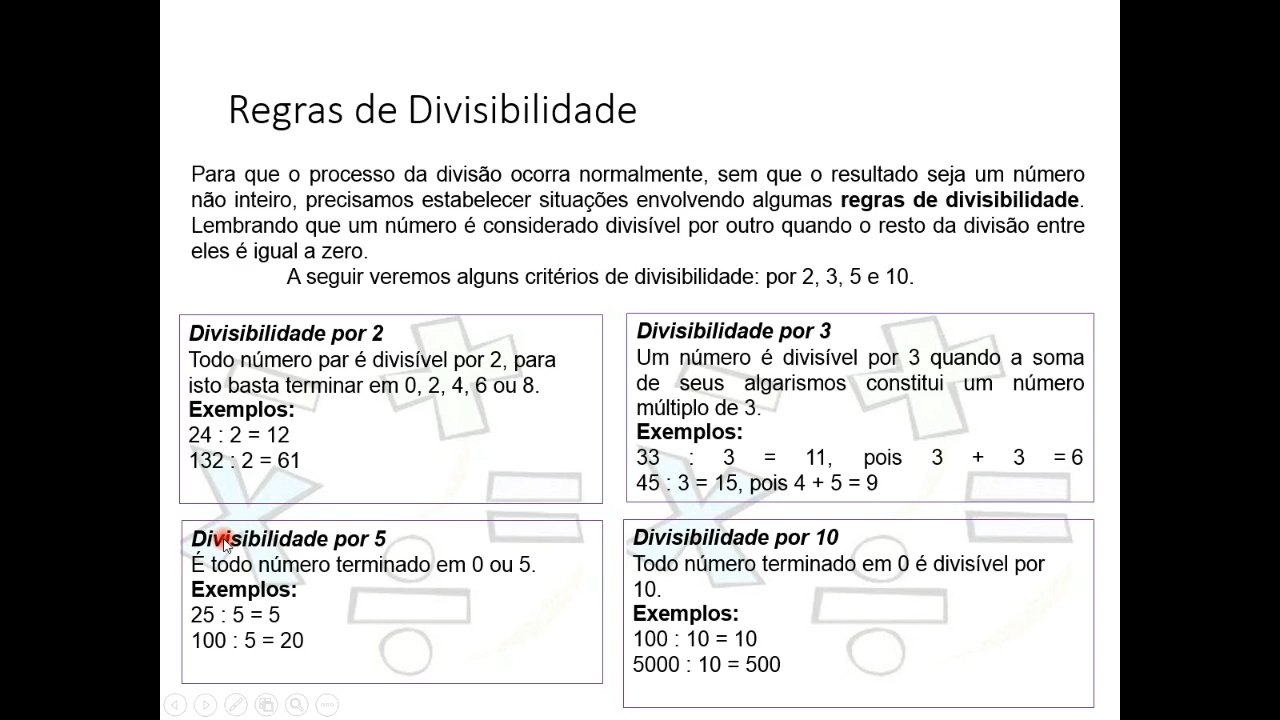 Regras de Divisibilidade
Para que o processo da divisão ocorra normalmente, sem que o resultado seja um número
não inteiro, precisamos estabelecer situações envolvendo algumas regras de divisibilidade.
Lembrando que um número é considerado divisível por outro quando o resto da divisão entre
eles é igual a zero.
A seguir veremos alguns critérios de divisibilidade: por 2, 3, 5 e 10.
Divisibilidade por 2
Todo número par é divisível por 2, para
isto basta terminar em 0, 2, 4, 6 ou 8.
Exemplos:
24 : 2 = 12
132 : 2 = 61
Divisibilidade por 3
Um número é divisível por 3 quando a soma
de seus algarismos constitui um número
múltiplo de 3.
Exemplos:
33 : 3 = 11, pois 3 + 3 = 6
45 : 3 = 15, pois 4 + 5 = 9
Divisibilidade por 5
É todo número terminado em 0 ou 5.
Exemplos:
25 : 5 = 5
100 : 5 = 20
Divisibilidade por 10
Todo número terminado em 0 é divisível por
10.
Exemplos:
100 : 10 = 10
5000 : 10 = 500